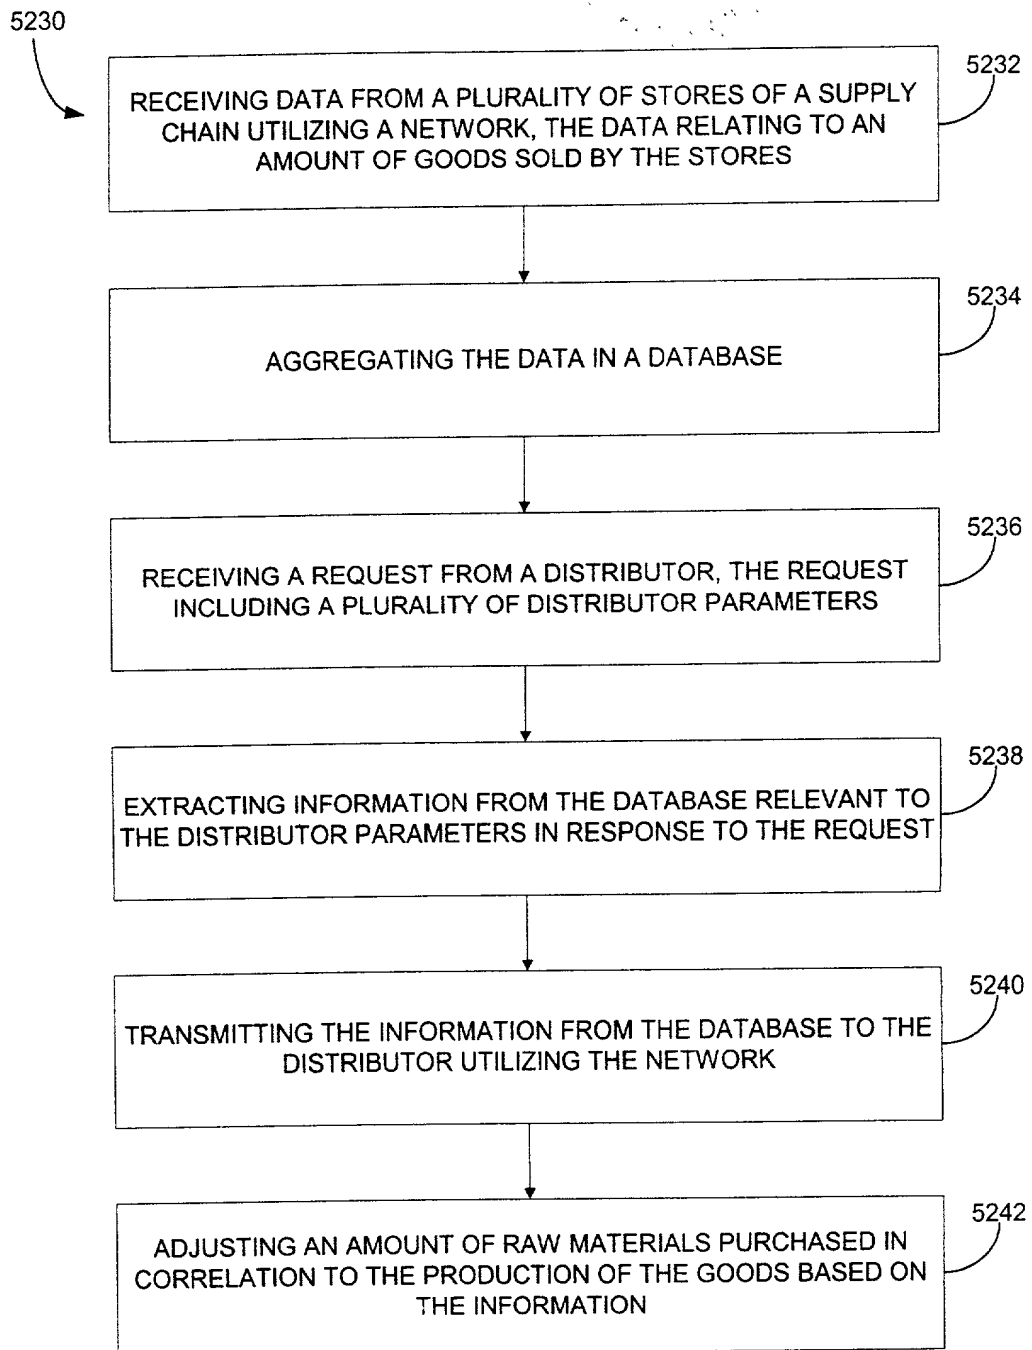 5230
5232
RECEIVING DATA FROM A PLURALITY OF STORES OF A SUPPLY
CHAIN UTILIZING A NETWORK, THE DATA RELATING TO AN
AMOUNT OF GOODS SOLD BY THE STORES
5234
AGGREGATING THE DATA IN A DATABASE
5236
RECEIVING A REQUEST FROM A DISTRIBUTOR, THE REQUEST
INCLUDING A PLURALITY OF DISTRIBUTOR PARAMETERS
5238
EXTRACTING INFORMATION FROM THE DATABASE RELEVANT TO
THE DISTRIBUTOR PARAMETERS IN RESPONSE TO THE REQUEST
5240
TRANSMITTING THE INFORMATION FROM THE DATABASE TO THE
DISTRIBUTOR UTILIZING THE NETWORK
5242
ADJUSTING AN AMOUNT OF RAW MATERIALS PURCHASED IN
CORRELATION TO THE PRODUCTION OF THE GOODS BASED ON
THE INFORMATION